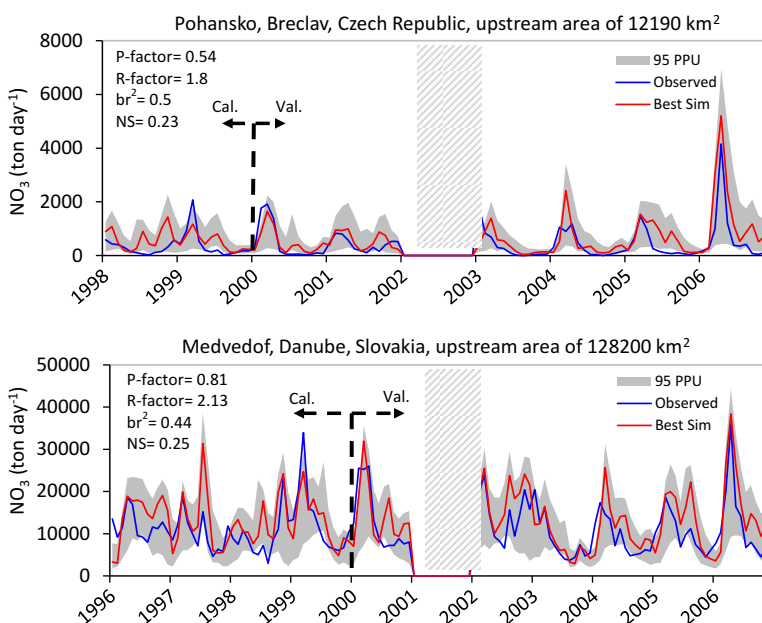 Pohansko, Breclav, Czech Republic, upstream area of 12190 km²
8000
6000
4000
2000
0
NO₃ (ton day⁻¹)
P-factor= 0.54
R-factor= 1.8
br²= 0.5
NS= 0.23
Cal.
Val.
95 PPU
Observed
Best Sim
1998
1999
2000
2001
2002
2003
2004
2005
2006
Medvedof, Danube, Slovakia, upstream area of 128200 km²
50000
40000
30000
20000
10000
0
NO₃ (ton day⁻¹)
P-factor= 0.81
R-factor= 2.13
br²= 0.44
NS= 0.25
Cal.
Val.
95 PPU
Observed
Best Sim
1996
1997
1998
1999
2000
2001
2002
2003
2004
2005
2006